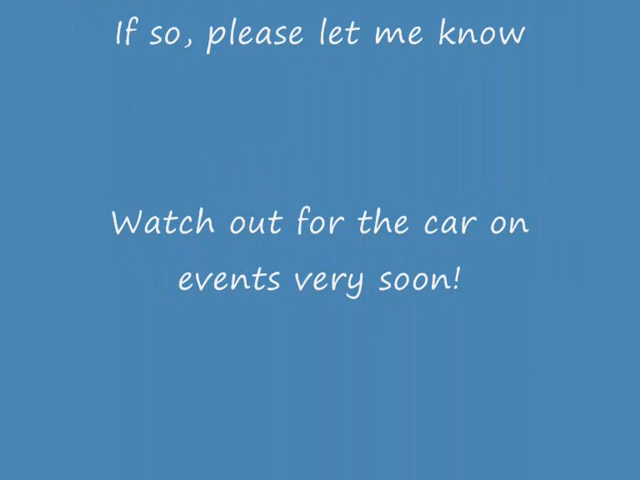 If so, please let me know
Watch out for the car on
events very soon!